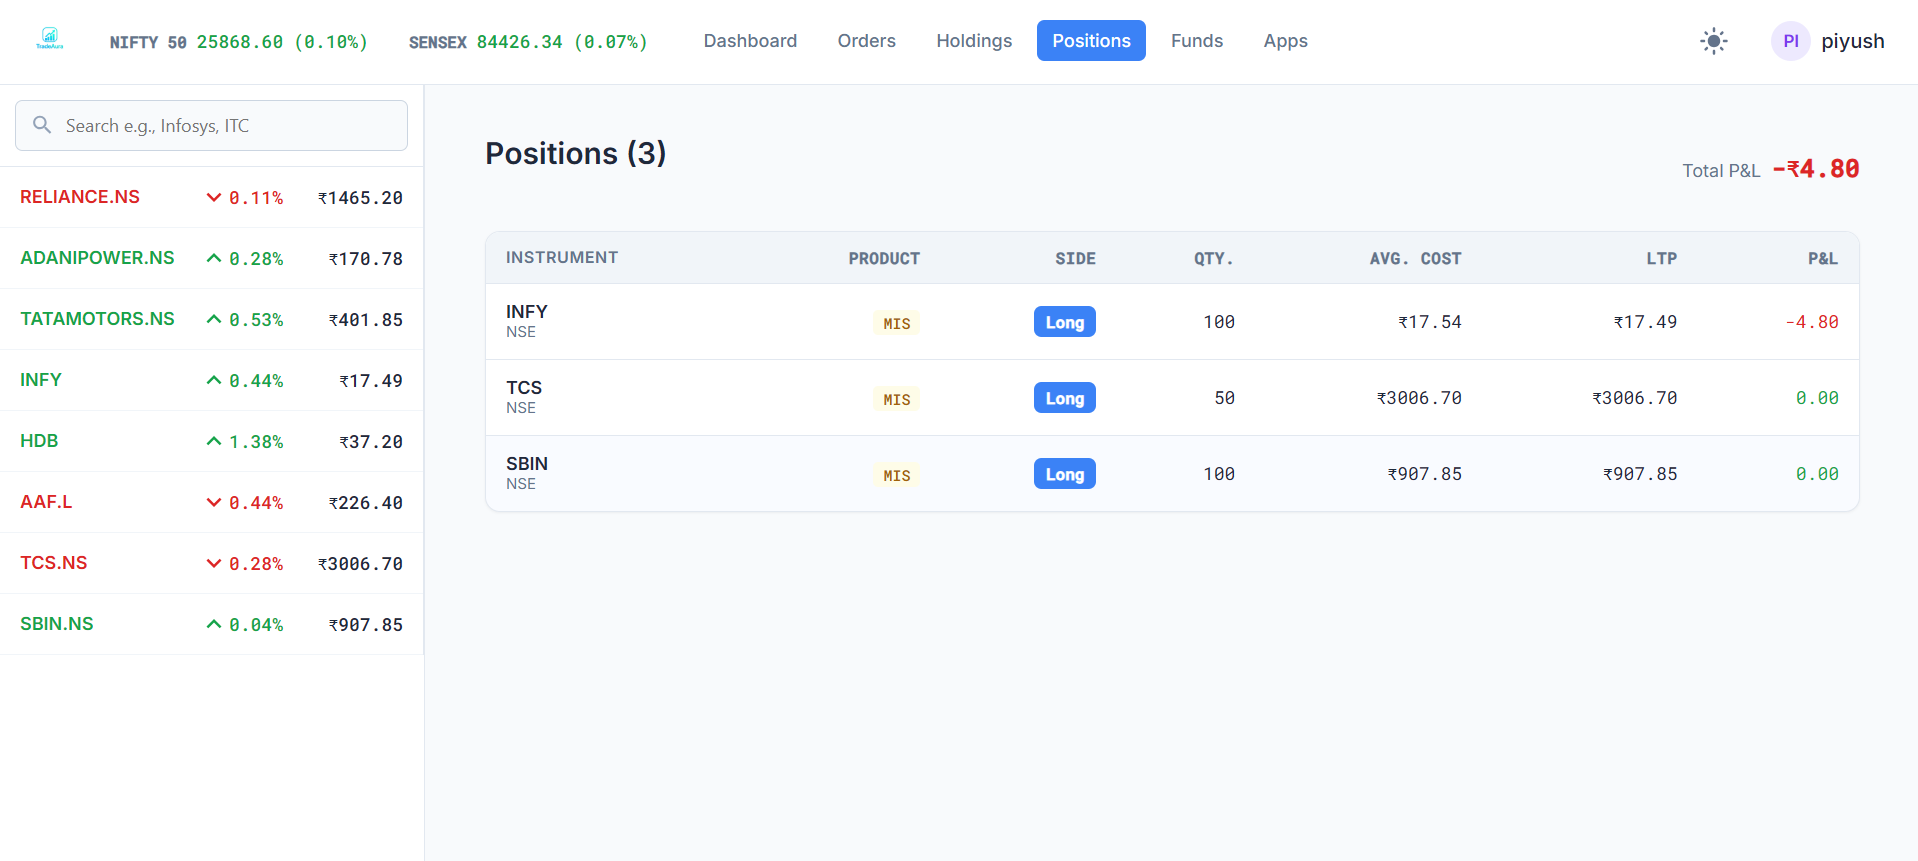 TradeAura
NIFTY 50 25868.60 (0.10%) SENSEX 84426.34 (0.07%) Dashboard Orders Holdings Positions Funds Apps PI piyush
Search e.g., Infosys, ITC
RELIANCE.NS 0.11% ₹1465.20
ADANIPOWER.NS 0.28% ₹170.78
TATAMOTORS.NS 0.53% ₹401.85
INFY 0.44% ₹17.49
HDB 1.38% ₹37.20
AAF.L 0.44% ₹226.40
TCS.NS 0.28% ₹3006.70
SBIN.NS 0.04% ₹907.85
Positions (3)
Total P&L -₹4.80
INSTRUMENT PRODUCT SIDE QTY. AVG. COST LTP P&L
INFY MIS Long 100 ₹17.54 ₹17.49 -4.80
NSE
TCS MIS Long 50 ₹3006.70 ₹3006.70 0.00
NSE
SBIN MIS Long 100 ₹907.85 ₹907.85 0.00
NSE